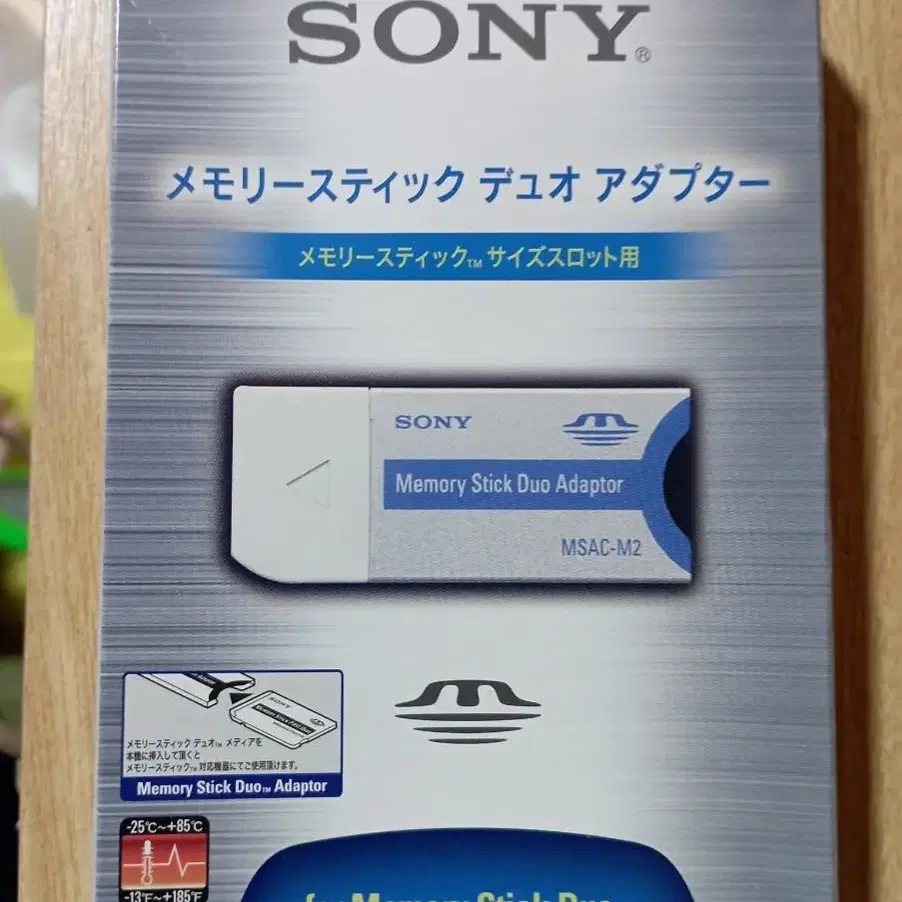 SONY®
メモリースティック デュオ アダプター
メモリースティック™ サイズスロット用
SONY
Memory Stick Duo Adaptor
MSAC-M2
SONY
メモリースティック デュオ™ メディアを
本機に挿入して頂くと
メモリースティック™ 対応機器にてご使用頂けます。
Memory Stick Duo™ Adaptor
-25℃~+85℃
-13°F~+185°F
for Memory Stick Duo